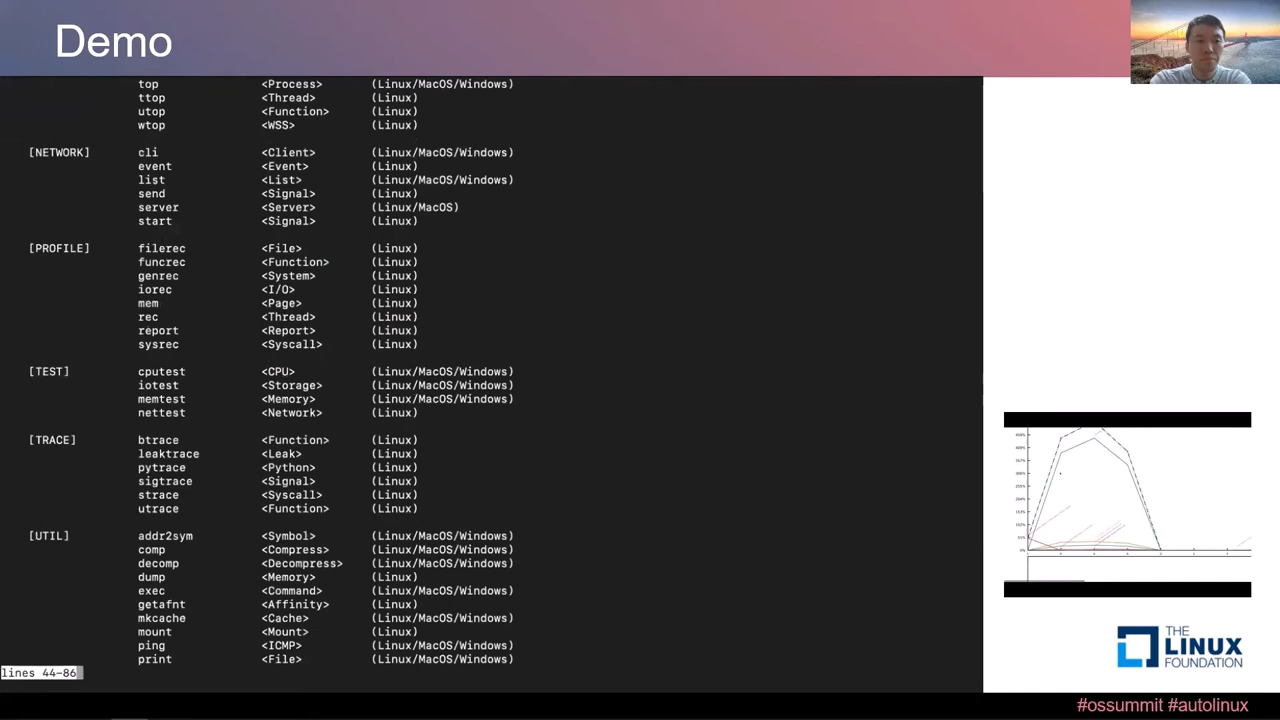 Demo
top <Process> (Linux/MacOS/Windows)
ttop <Thread> (Linux)
utop <Function> (Linux)
wtop <WSS> (Linux)
[NETWORK] cli <Client> (Linux/MacOS/Windows)
event <Event> (Linux)
list <List> (Linux/MacOS/Windows)
send <Signal> (Linux)
server <Server> (Linux/MacOS)
start <Signal> (Linux)
[PROFILE] filerec <File> (Linux)
funcrec <Function> (Linux)
genrec <System> (Linux)
iorec <I/O> (Linux)
mem <Page> (Linux)
rec <Thread> (Linux)
report <Report> (Linux)
sysrec <Syscall> (Linux)
[TEST] cputest <CPU> (Linux/MacOS/Windows)
iotest <Storage> (Linux/MacOS/Windows)
memtest <Memory> (Linux/MacOS/Windows)
nettest <Network> (Linux)
[TRACE] btrace <Function> (Linux)
leaktrace <Leak> (Linux)
pytrace <Python> (Linux)
sigtrace <Signal> (Linux)
strace <Syscall> (Linux)
utrace <Function> (Linux)
[UTIL] addr2sym <Symbol> (Linux/MacOS/Windows)
comp <Compress> (Linux/MacOS/Windows)
decomp <Decompress> (Linux/MacOS/Windows)
dump <Memory> (Linux)
exec <Command> (Linux/MacOS/Windows)
getafnt <Affinity> (Linux)
mkcache <Cache> (Linux/MacOS/Windows)
mount <Mount> (Linux)
ping <ICMP> (Linux/MacOS/Windows)
print <File> (Linux/MacOS/Windows)
lines 44-86
THE
LINUX
FOUNDATION
#ossummit #autolinux